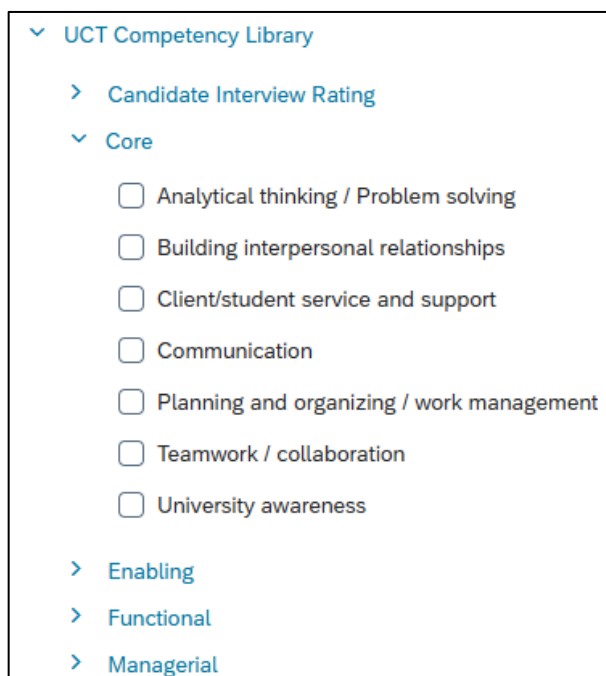 UCT Competency Library
Candidate Interview Rating
Core
Analytical thinking / Problem solving
Building interpersonal relationships
Client/student service and support
Communication
Planning and organizing / work management
Teamwork / collaboration
University awareness
Enabling
Functional
Managerial